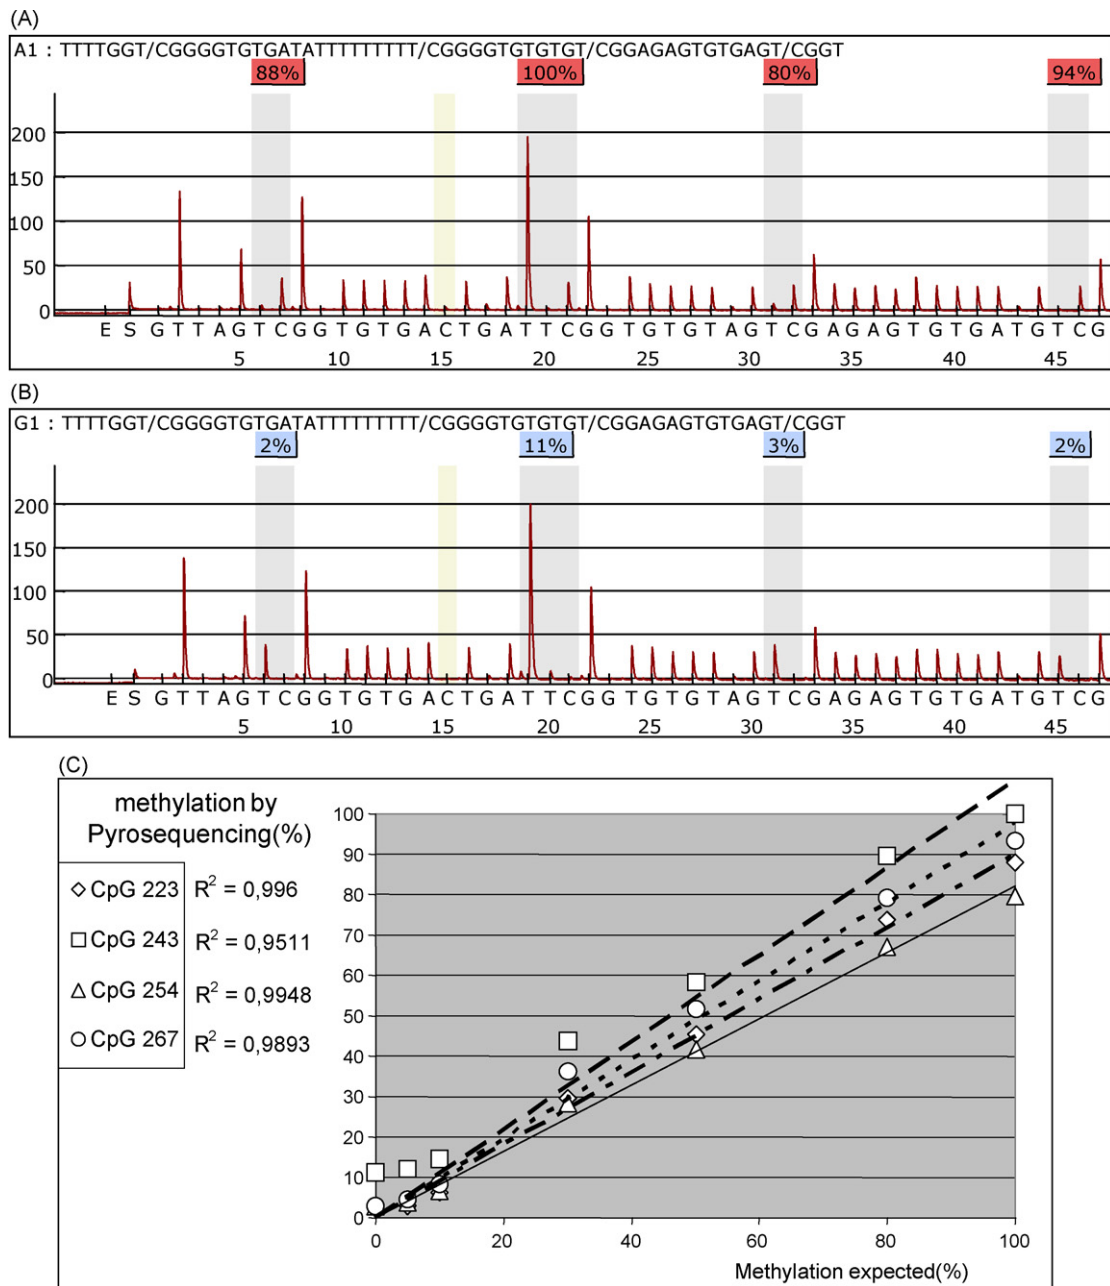 (A)
A1 : TTTTGGT/CGGGGTGTGATATTTTTTTTT/CGGGGTGTGTGT/CGGAGAGTGTGAGT/CGGT
88% 100% 80% 94%
200
150
100
50
0
E S G T T A G T C G G T G T G A C T G A T T C G G T G T G T A G T C G A G A G T G T G A T G T C G
5 10 15 20 25 30 35 40 45
(B)
G1 : TTTTGGT/CGGGGTGTGATATTTTTTTTT/CGGGGTGTGTGT/CGGAGAGTGTGAGT/CGGT
2% 11% 3% 2%
200
150
100
50
0
E S G T T A G T C G G T G T G A C T G A T T C G G T G T G T A G T C G A G A G T G T G A T G T C G
5 10 15 20 25 30 35 40 45
(C)
methylation by
Pyrosequencing(%)
CpG 223 R² = 0,996
CpG 243 R² = 0,9511
CpG 254 R² = 0,9948
CpG 267 R² = 0,9893
100
90
80
70
60
50
40
30
20
10
0
0 20 40 60 80 100
Methylation expected(%)